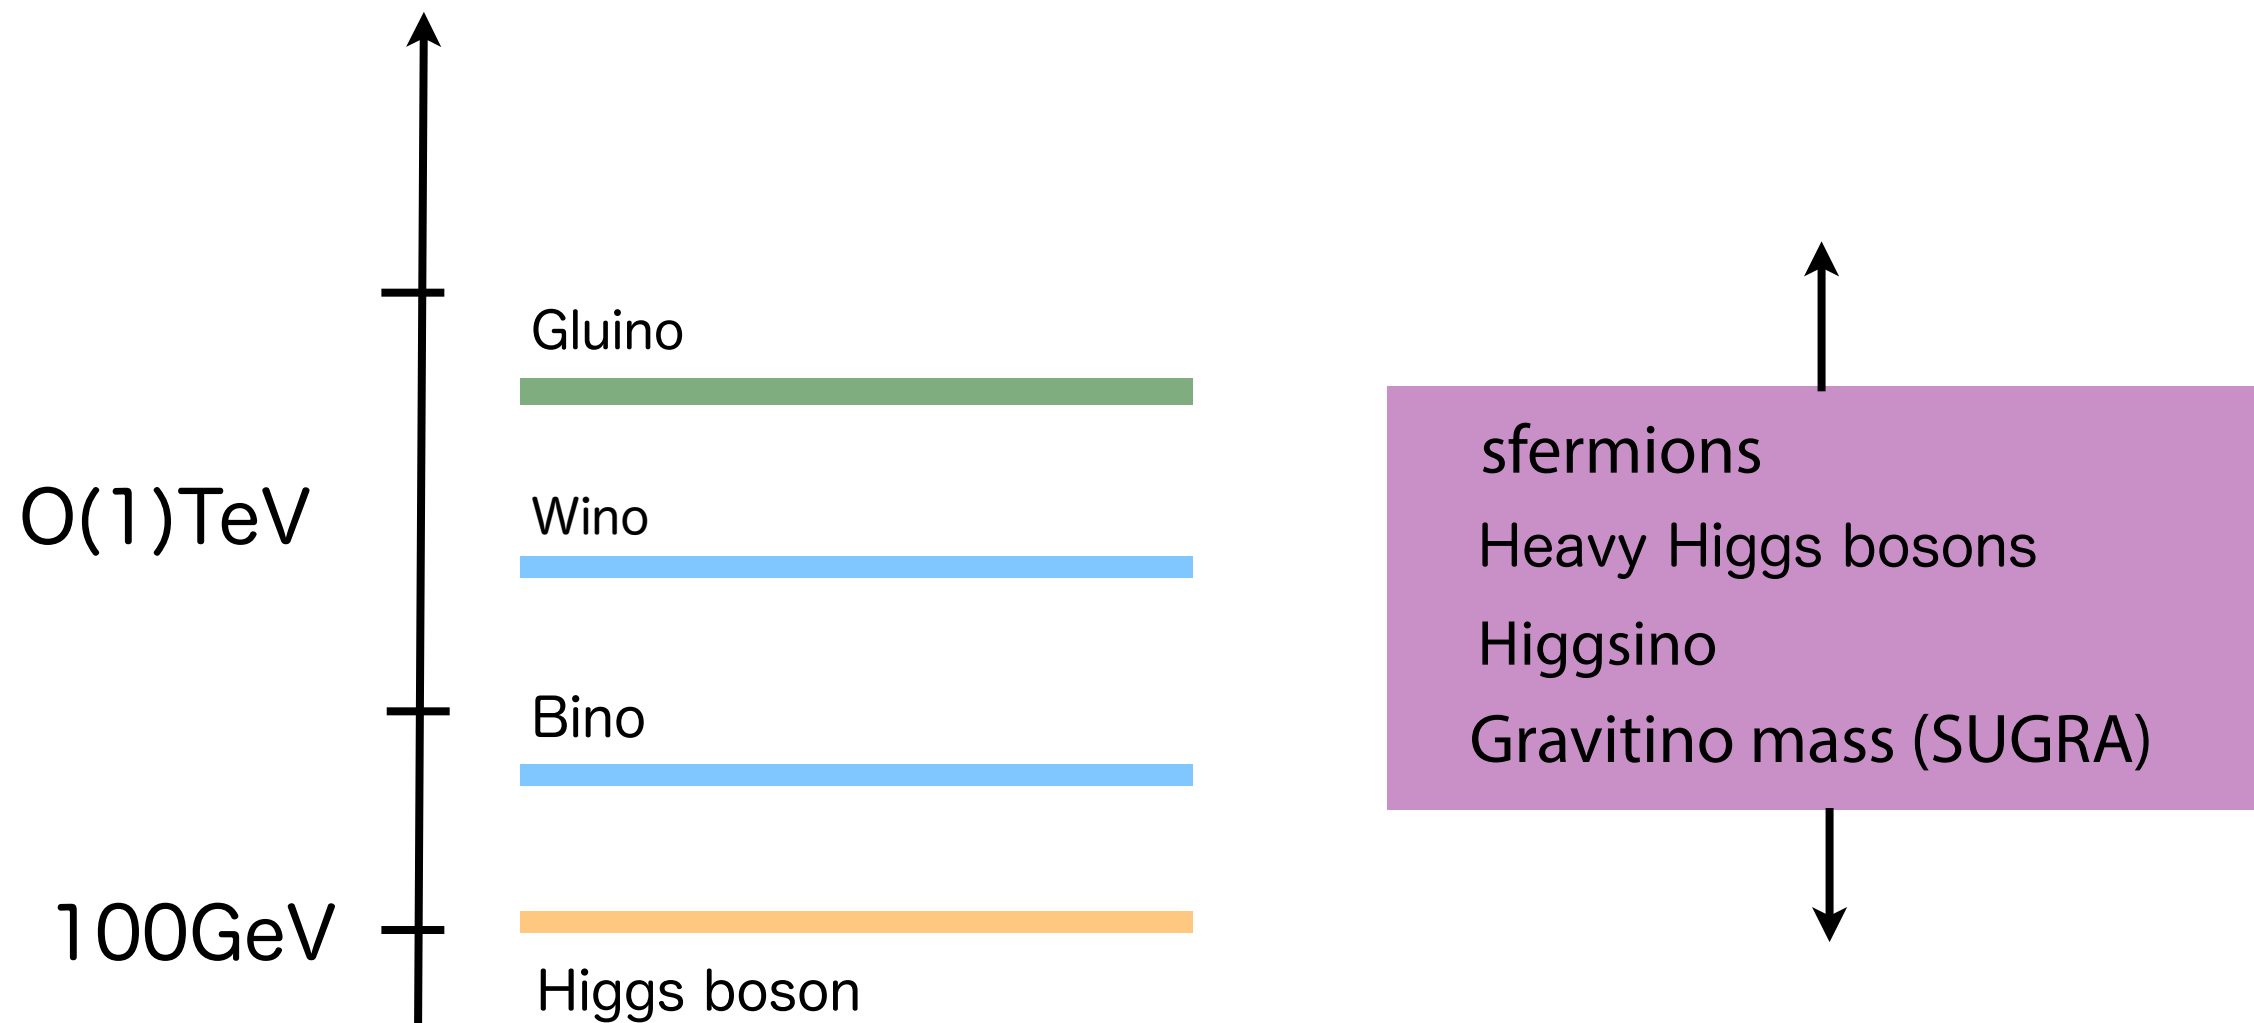 Gluino
O(1)TeV
Wino
Bino
100GeV
Higgs boson
sfermions
Heavy Higgs bosons
Higgsino
Gravitino mass (SUGRA)